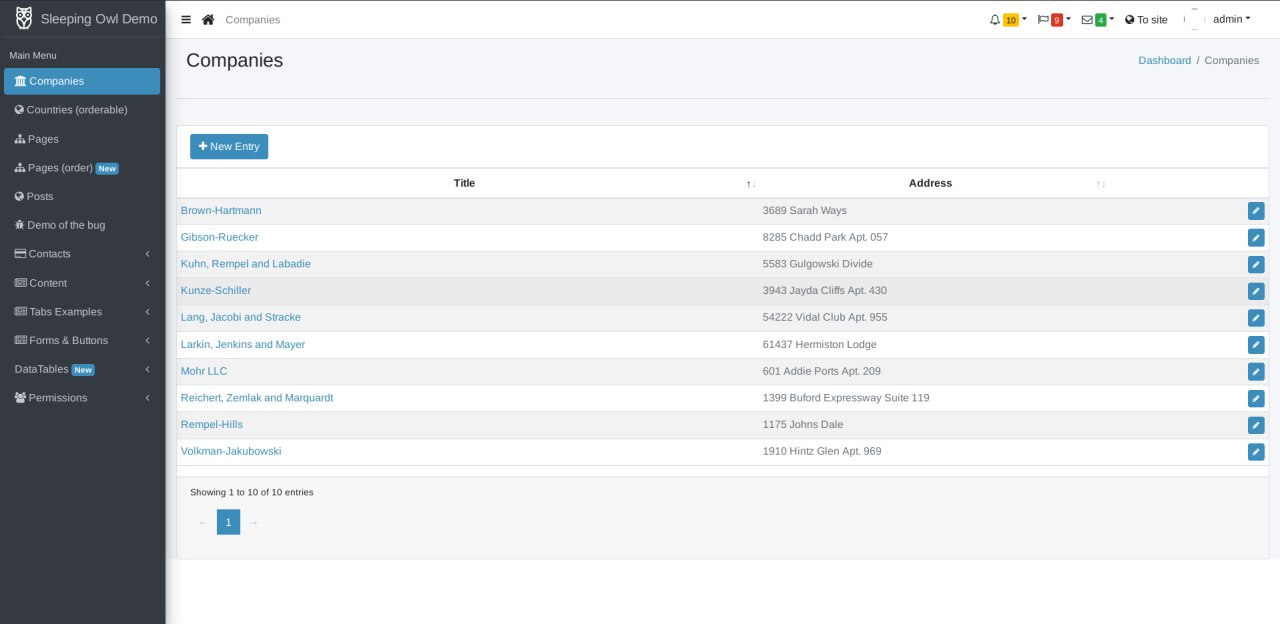 Sleeping Owl Demo
Companies
10
9
4
To site
admin
Main Menu
Companies
Countries (orderable)
Pages
Pages (order) New
Posts
Demo of the bug
Contacts
Content
Tabs Examples
Forms & Buttons
DataTables New
Permissions
Companies
Dashboard / Companies
+ New Entry
Title ↑↓ Address ↑↓
Brown-Hartmann 3689 Sarah Ways
Gibson-Ruecker 8285 Chadd Park Apt. 057
Kuhn, Rempel and Labadie 5583 Gulgowski Divide
Kunze-Schiller 3943 Jayda Cliffs Apt. 430
Lang, Jacobi and Stracke 54222 Vidal Club Apt. 955
Larkin, Jenkins and Mayer 61437 Hermiston Lodge
Mohr LLC 601 Addie Ports Apt. 209
Reichert, Zemlak and Marquardt 1399 Buford Expressway Suite 119
Rempel-Hills 1175 Johns Dale
Volkman-Jakubowski 1910 Hintz Glen Apt. 969
Showing 1 to 10 of 10 entries
← 1 →